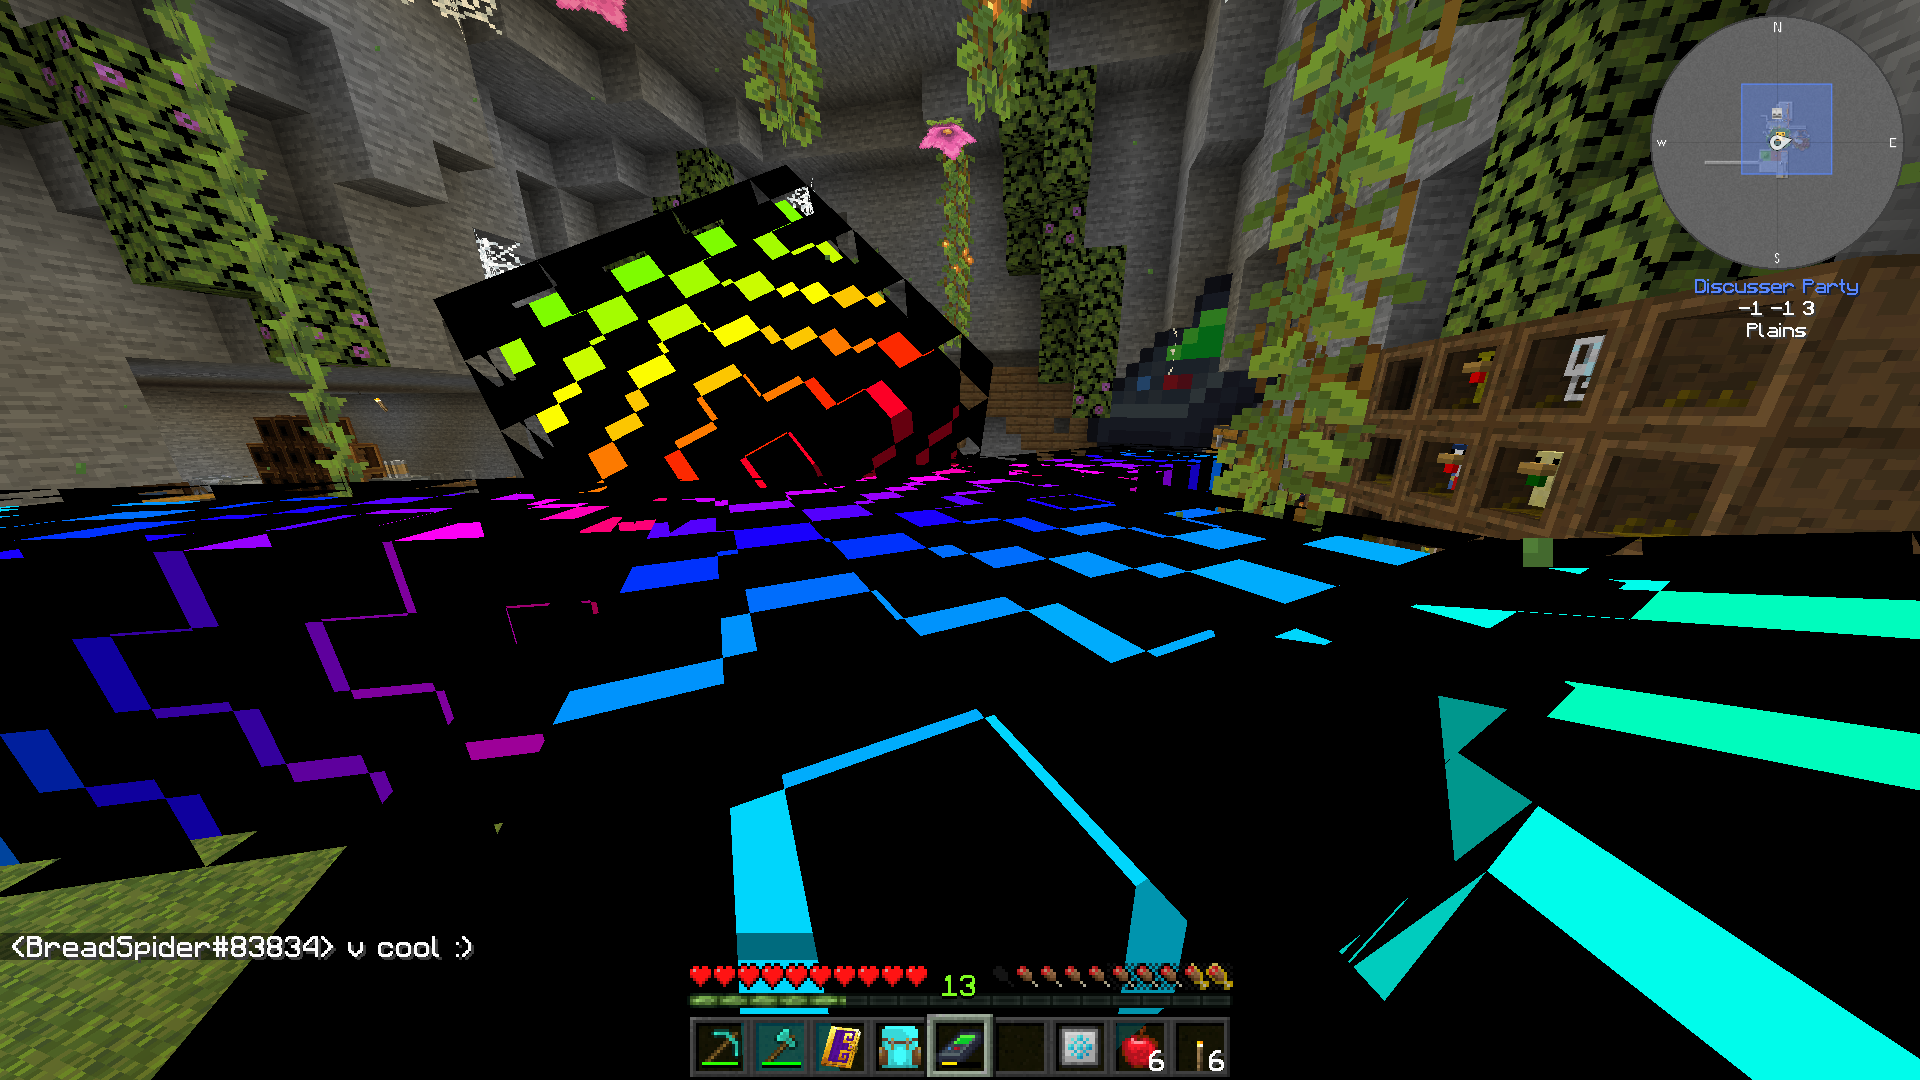 N
W
E
S
Discusser Party
-1 -1 3
Plains
<BreadSpider#83834> v cool :)
13
6
6